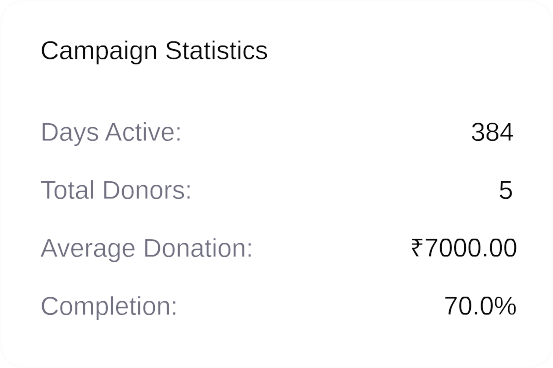 Campaign Statistics
Days Active: 384
Total Donors: 5
Average Donation: ₹7000.00
Completion: 70.0%